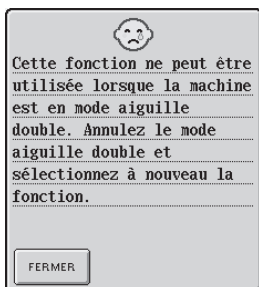 Cette fonction ne peut être
utilisée lorsque la machine
est en mode aiguille
double. Annulez le mode
aiguille double et
sélectionnez à nouveau la
fonction.
FERMER